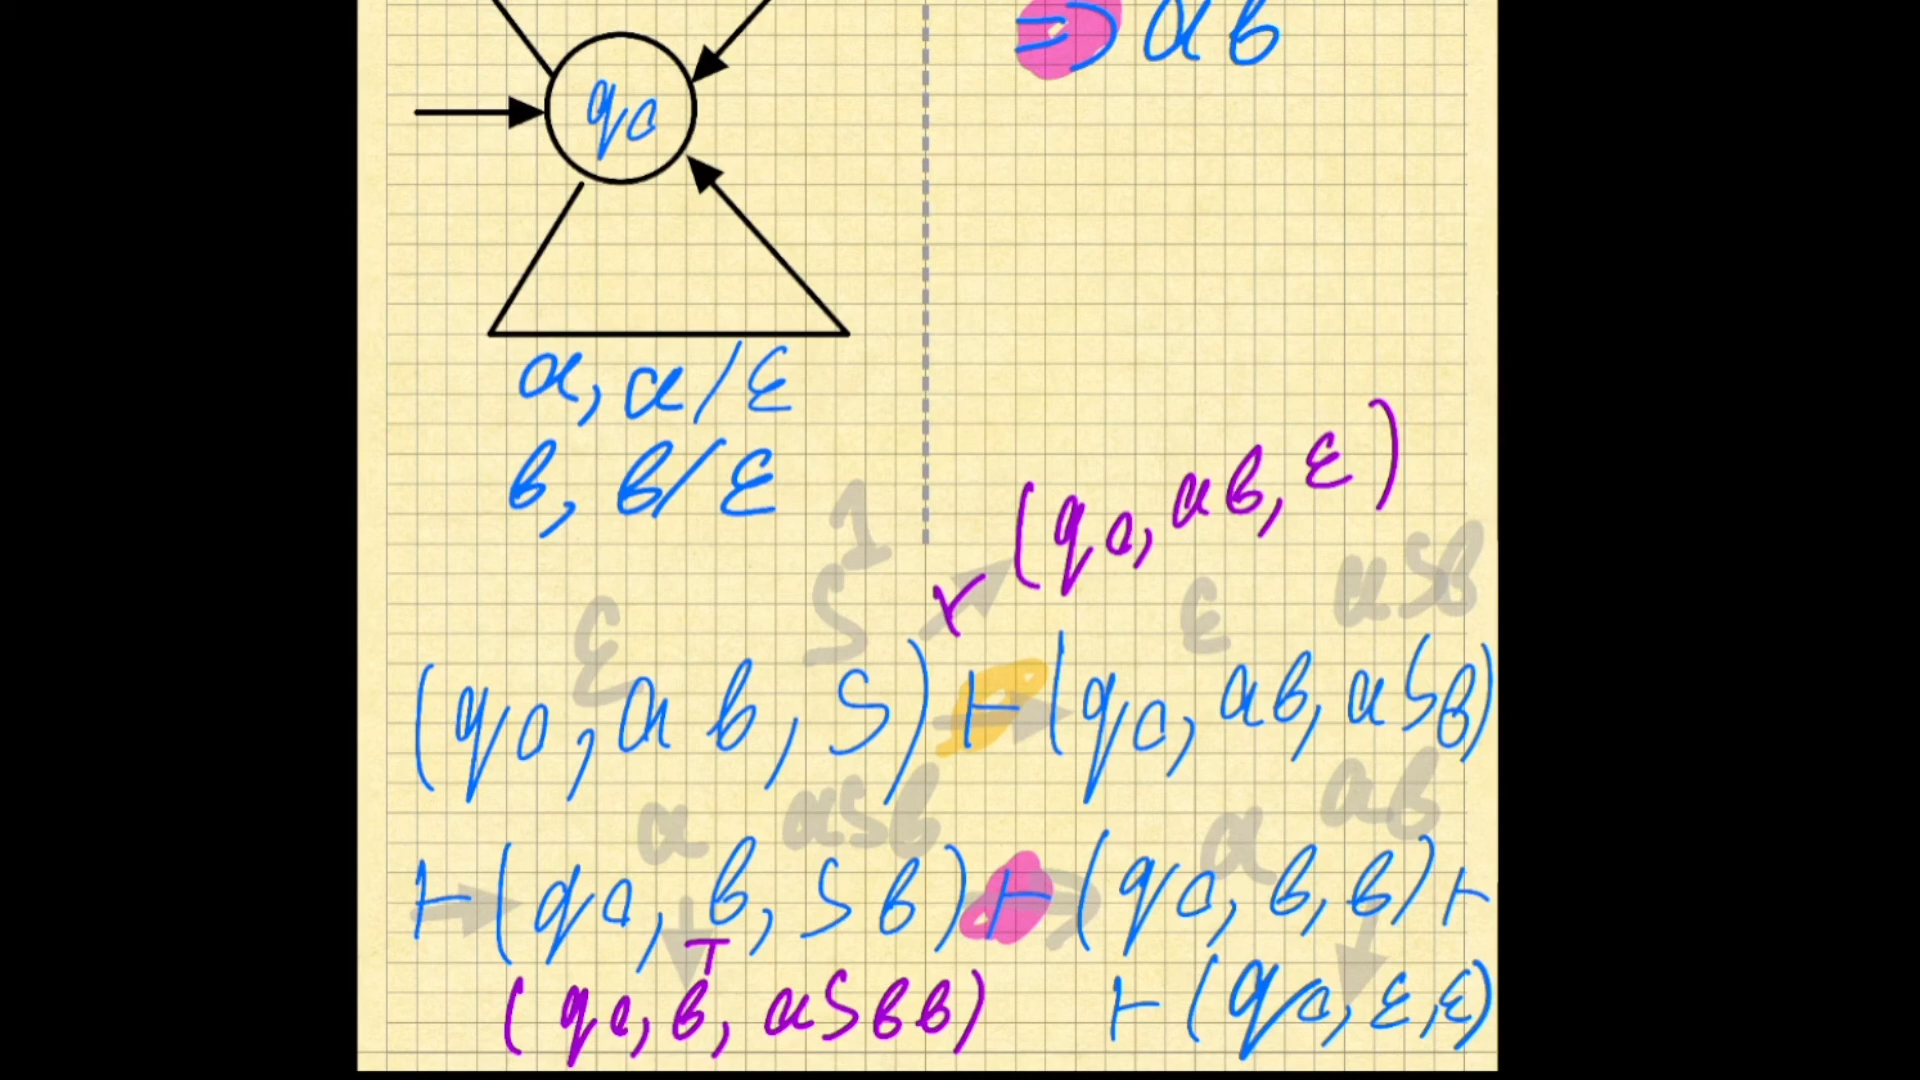 ⇒ ab
q0
a, a/ε
b, b/ε
(q0, ab, ε)
(q0, ab, S) ⊢ (q0, ab, aSb)
⊢ (q0, b, Sb) ⊢ (q0, b, b) ⊢
(q0, b, aSbb) ⊢ (q0, ε, ε)